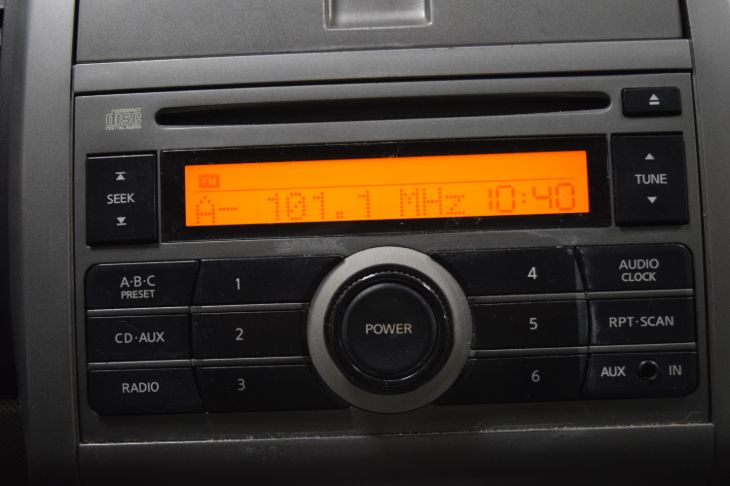 COMPACT
disc
DIGITAL AUDIO
SEEK
FM
A- 101.1 MHz 10:40
TUNE
A·B·C
PRESET
1
4
AUDIO
CLOCK
CD·AUX
2
POWER
5
RPT·SCAN
RADIO
3
6
AUX IN